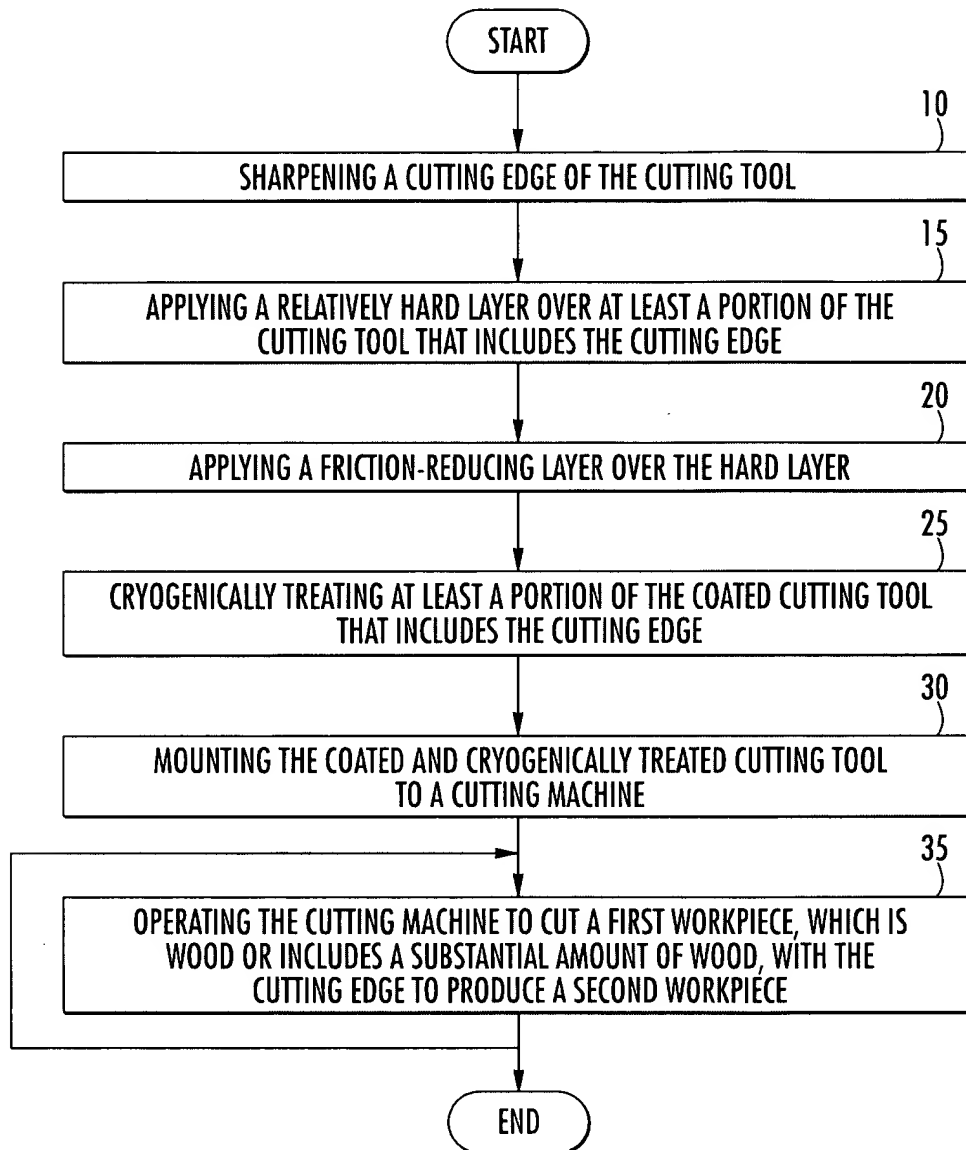 START
10
SHARPENING A CUTTING EDGE OF THE CUTTING TOOL
15
APPLYING A RELATIVELY HARD LAYER OVER AT LEAST A PORTION OF THE
CUTTING TOOL THAT INCLUDES THE CUTTING EDGE
20
APPLYING A FRICTION-REDUCING LAYER OVER THE HARD LAYER
25
CRYOGENICALLY TREATING AT LEAST A PORTION OF THE COATED CUTTING TOOL
THAT INCLUDES THE CUTTING EDGE
30
MOUNTING THE COATED AND CRYOGENICALLY TREATED CUTTING TOOL
TO A CUTTING MACHINE
35
OPERATING THE CUTTING MACHINE TO CUT A FIRST WORKPIECE, WHICH IS
WOOD OR INCLUDES A SUBSTANTIAL AMOUNT OF WOOD, WITH THE
CUTTING EDGE TO PRODUCE A SECOND WORKPIECE
END